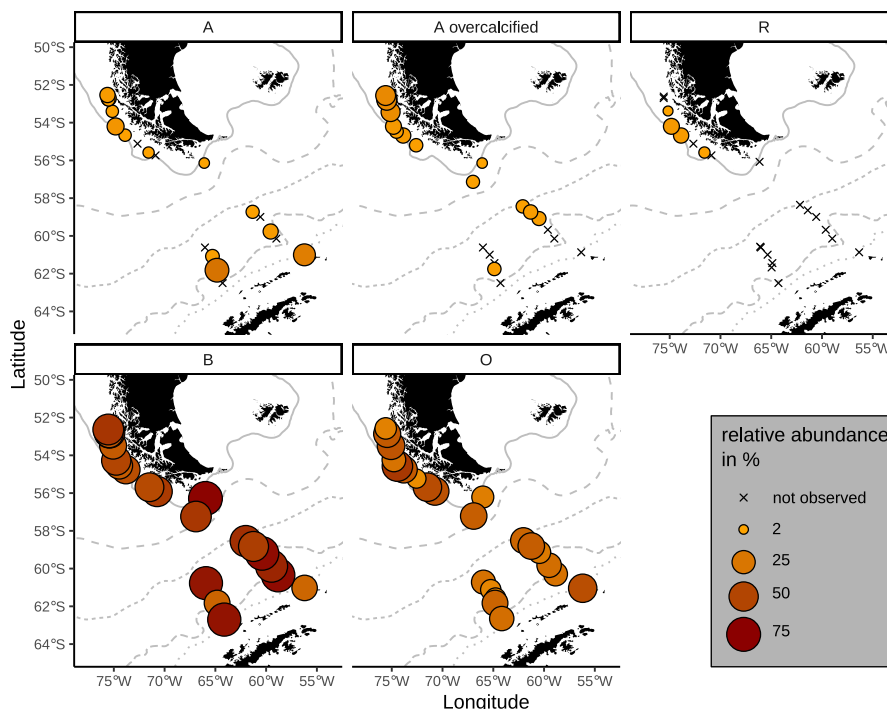 A
A overcalcified
R
50°S
52°S
54°S
56°S
58°S
60°S
62°S
64°S
75°W
70°W
65°W
60°W
55°W
Latitude
B
O
50°S
52°S
54°S
56°S
58°S
60°S
62°S
64°S
75°W
70°W
65°W
60°W
55°W
75°W
70°W
65°W
60°W
55°W
Longitude
relative abundance
in %
not observed
2
25
50
75